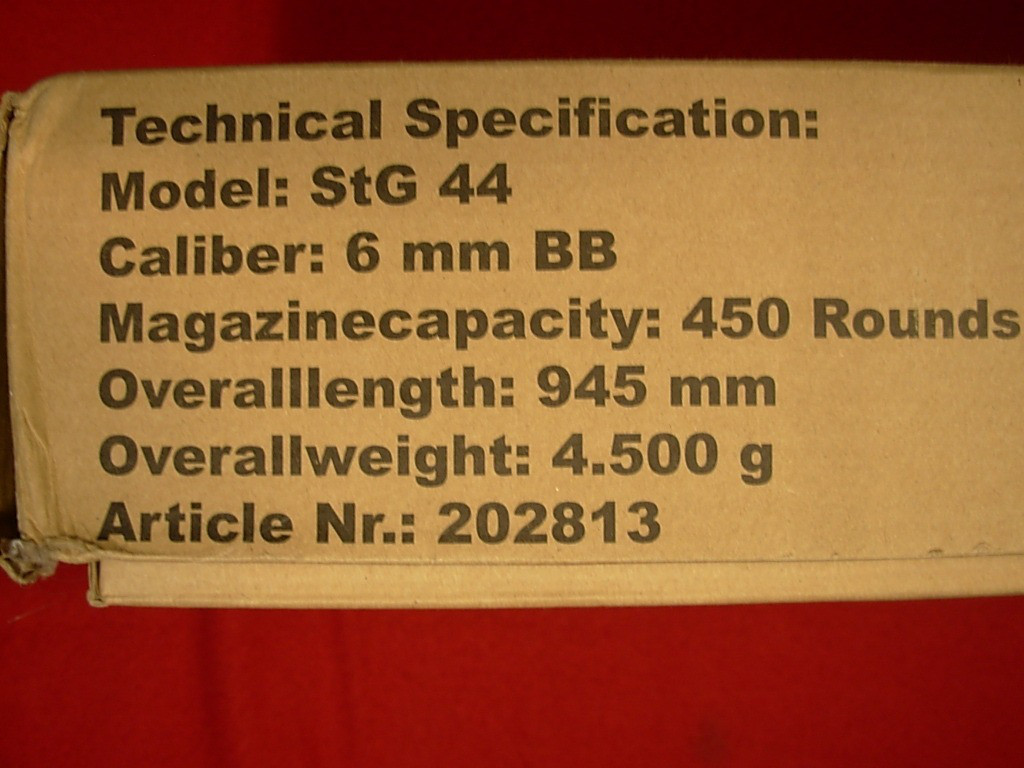 Technical Specification:
Model: StG 44
Caliber: 6 mm BB
Magazinecapacity: 450 Rounds
Overalllength: 945 mm
Overallweight: 4.500 g
Article Nr.: 202813